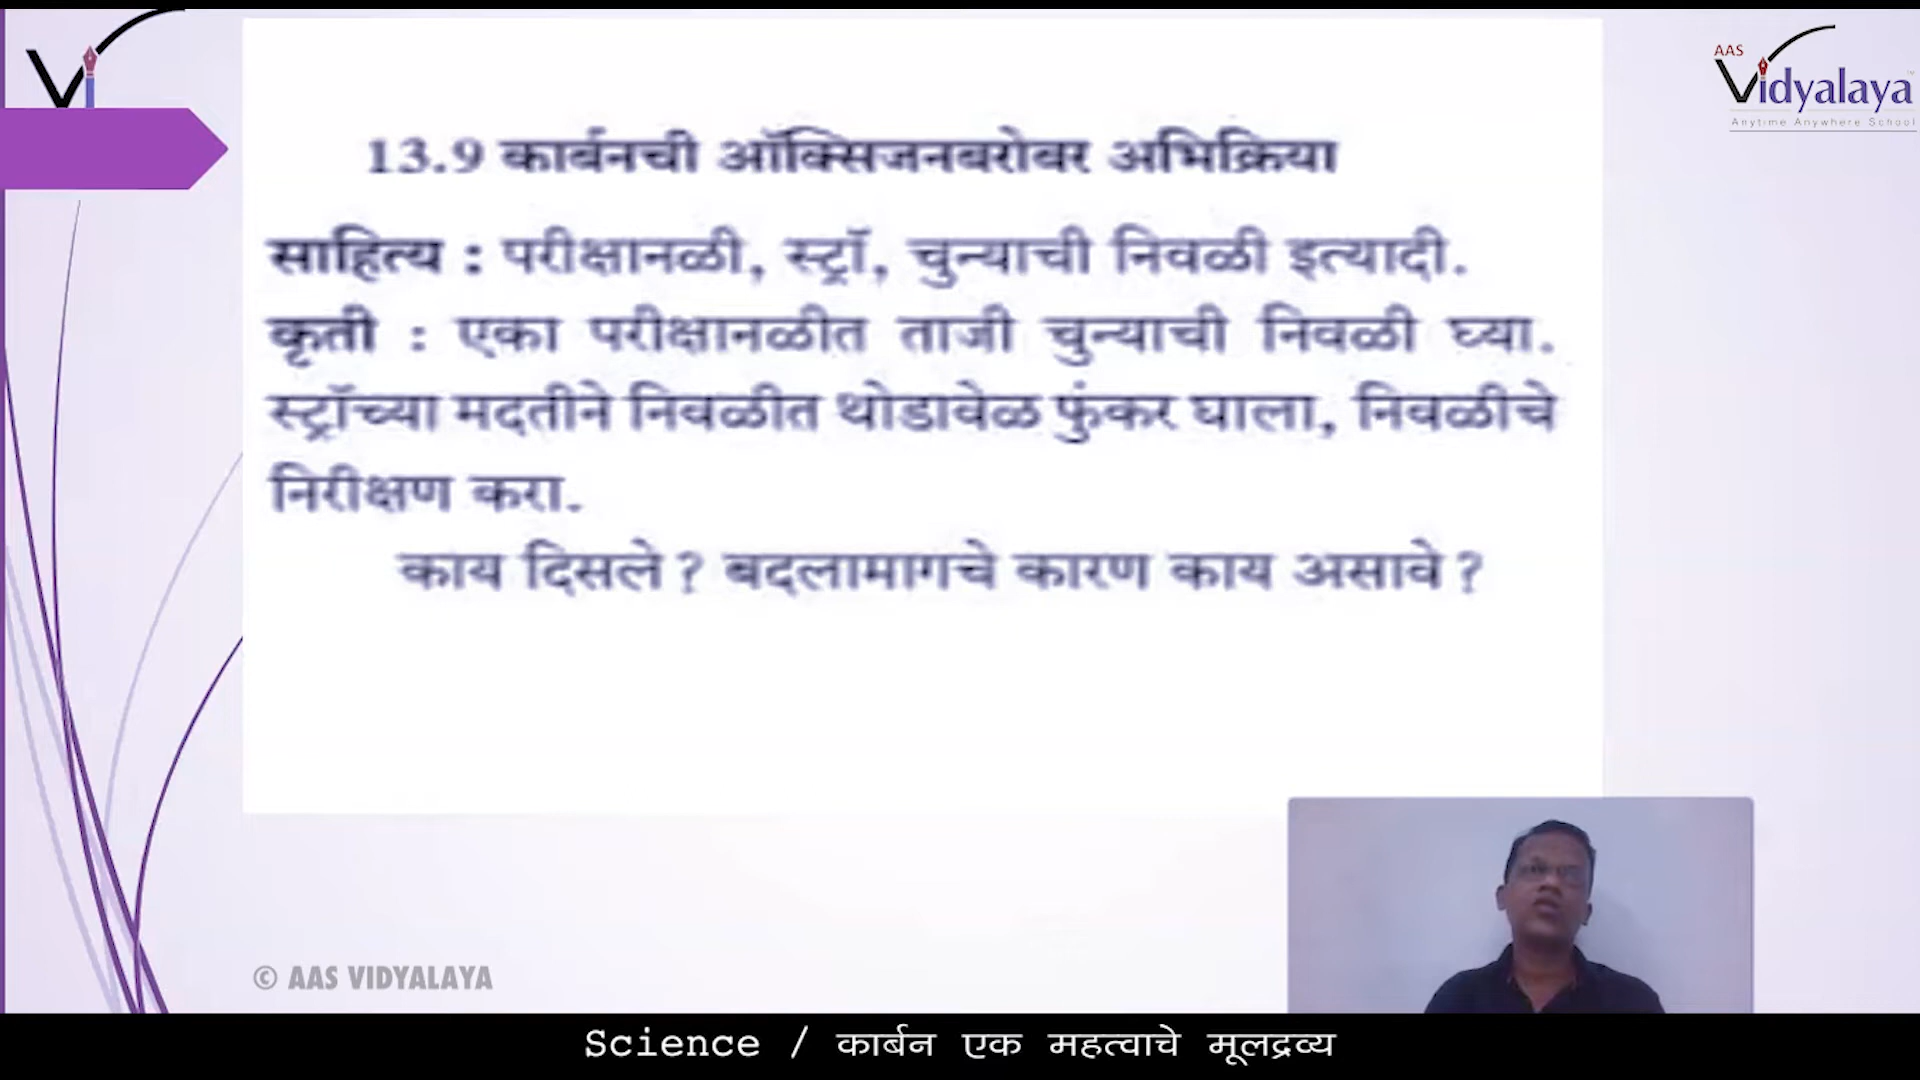 AAS
Vidyalaya
Anytime Anywhere School
13.9 कार्बनची ऑक्सिजनबरोबर अभिक्रिया
साहित्य : परीक्षानळी, स्ट्रॉ, चुन्याची निवळी इत्यादी.
कृती : एका परीक्षानळीत ताजी चुन्याची निवळी घ्या.
स्ट्रॉच्या मदतीने निवळीत थोडावेळ फुंकर घाला, निवळीचे
निरीक्षण करा.
काय दिसले ? बदलामागचे कारण काय असावे ?
© AAS VIDYALAYA
Science / कार्बन एक महत्वाचे मूलद्रव्य